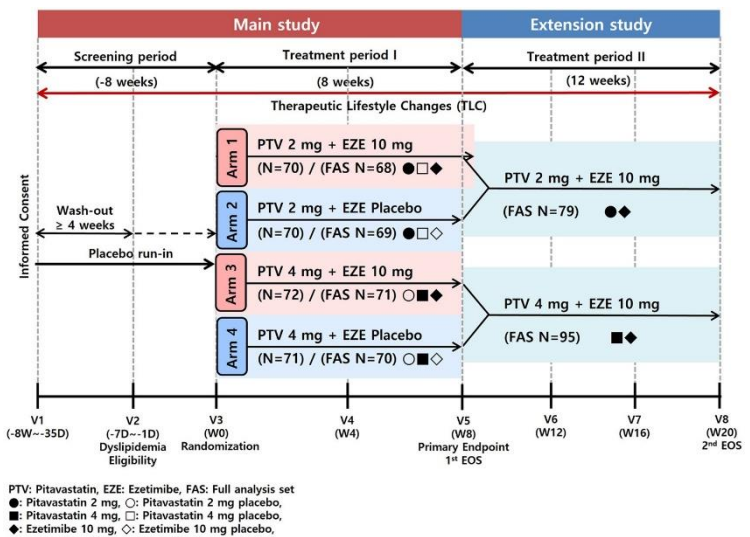 Main study
Extension study
Screening period
Treatment period I
Treatment period II
(-8 weeks)
(8 weeks)
(12 weeks)
Therapeutic Lifestyle Changes (TLC)
Informed Consent
Wash-out
≥ 4 weeks
Placebo run-in
Arm 1
PTV 2 mg + EZE 10 mg
(N=70) / (FAS N=68) ●□◆
Arm 2
PTV 2 mg + EZE Placebo
(N=70) / (FAS N=69) ●□◇
Arm 3
PTV 4 mg + EZE 10 mg
(N=72) / (FAS N=71) ○■◆
Arm 4
PTV 4 mg + EZE Placebo
(N=71) / (FAS N=70) ○■◇
PTV 2 mg + EZE 10 mg
(FAS N=79) ●◆
PTV 4 mg + EZE 10 mg
(FAS N=95) ■◆
V1
(-8W~-35D)
V2
(-7D~-1D)
Dyslipidemia
Eligibility
V3
(W0)
Randomization
V4
(W4)
V5
(W8)
Primary Endpoint
1st EOS
V6
(W12)
V7
(W16)
V8
(W20)
2nd EOS
PTV: Pitavastatin, EZE: Ezetimibe, FAS: Full analysis set
●: Pitavastatin 2 mg, ○: Pitavastatin 2 mg placebo,
■: Pitavastatin 4 mg, □: Pitavastatin 4 mg placebo,
◆: Ezetimibe 10 mg, ◇: Ezetimibe 10 mg placebo,